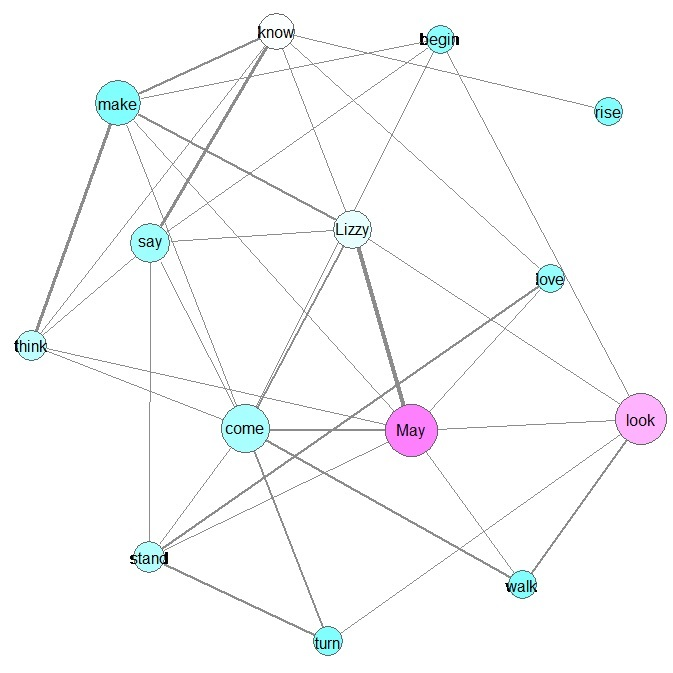 know
begin
make
rise
say
Lizzy
love
think
come
May
look
stand
walk
turn